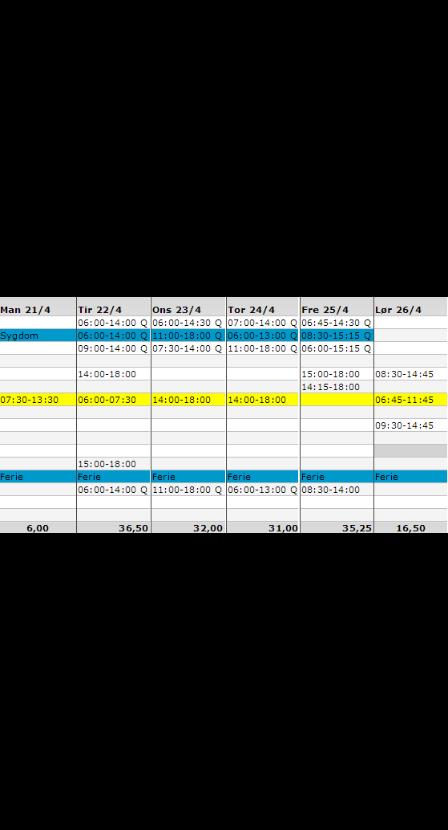 Man 21/4 Tir 22/4 Ons 23/4 Tor 24/4 Fre 25/4 Lør 26/4
06:00-14:00 Q 06:00-14:30 Q 07:00-14:00 Q 06:45-14:30 Q
Sygdom 06:00-14:00 Q 11:00-18:00 Q 06:00-13:00 Q 08:30-15:15 Q
09:00-14:00 Q 07:30-14:00 Q 11:00-18:00 Q 06:00-15:15 Q
14:00-18:00 15:00-18:00 08:30-14:45
14:15-18:00
07:30-13:30 06:00-07:30 14:00-18:00 14:00-18:00 06:45-11:45
09:30-14:45
15:00-18:00
Ferie Ferie Ferie Ferie Ferie Ferie
06:00-14:00 Q 11:00-18:00 Q 06:00-13:00 Q 08:30-14:00
6,00 36,50 32,00 31,00 35,25 16,50